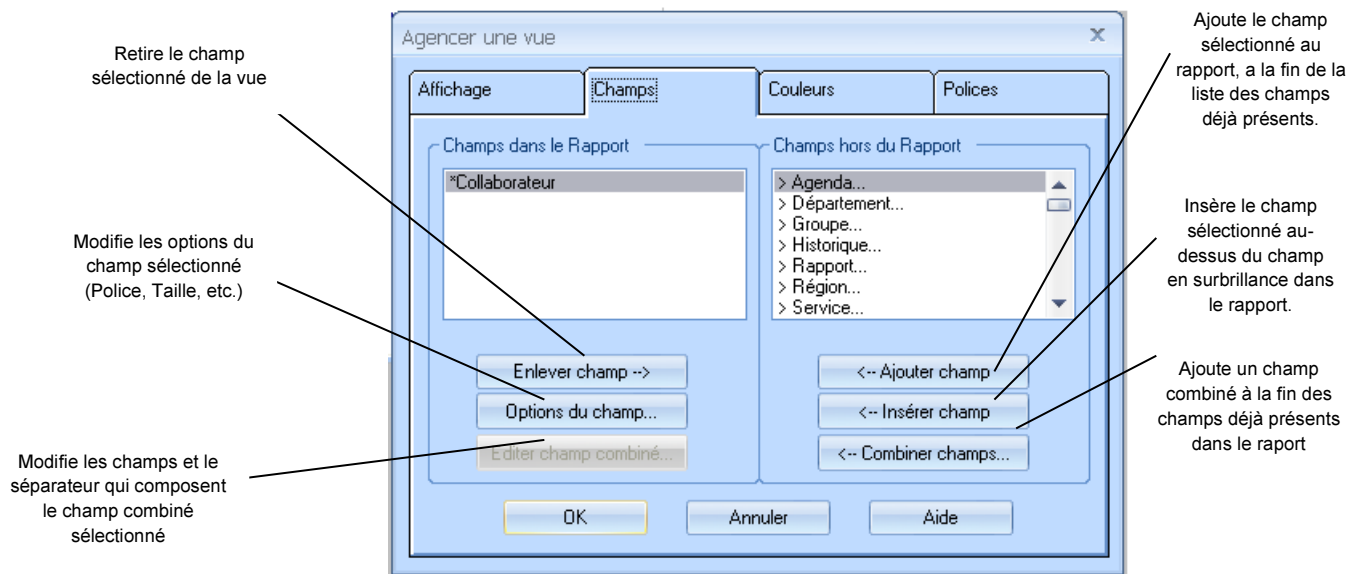 Retire le champ
sélectionné de la vue
Modifie les options du
champ sélectionné
(Police, Taille, etc.)
Modifie les champs et le
séparateur qui composent
le champ combiné
sélectionné
Agencer une vue
x
Affichage
Champs
Couleurs
Polices
Champs dans le Rapport
*Collaborateur
Champs hors du Rapport
> Agenda...
> Département...
> Groupe...
> Historique...
> Rapport...
> Région...
> Service...
Enlever champ -->
Options du champ...
Editer champ combiné...
<-- Ajouter champ
<-- Insérer champ
<-- Combiner champs...
OK
Annuler
Aide
Ajoute le champ
sélectionné au
rapport, a la fin de la
liste des champs
déjà présents.
Insère le champ
sélectionné au-
dessus du champ
en surbrillance dans
le rapport.
Ajoute un champ
combiné à la fin des
champs déjà présents
dans le raport